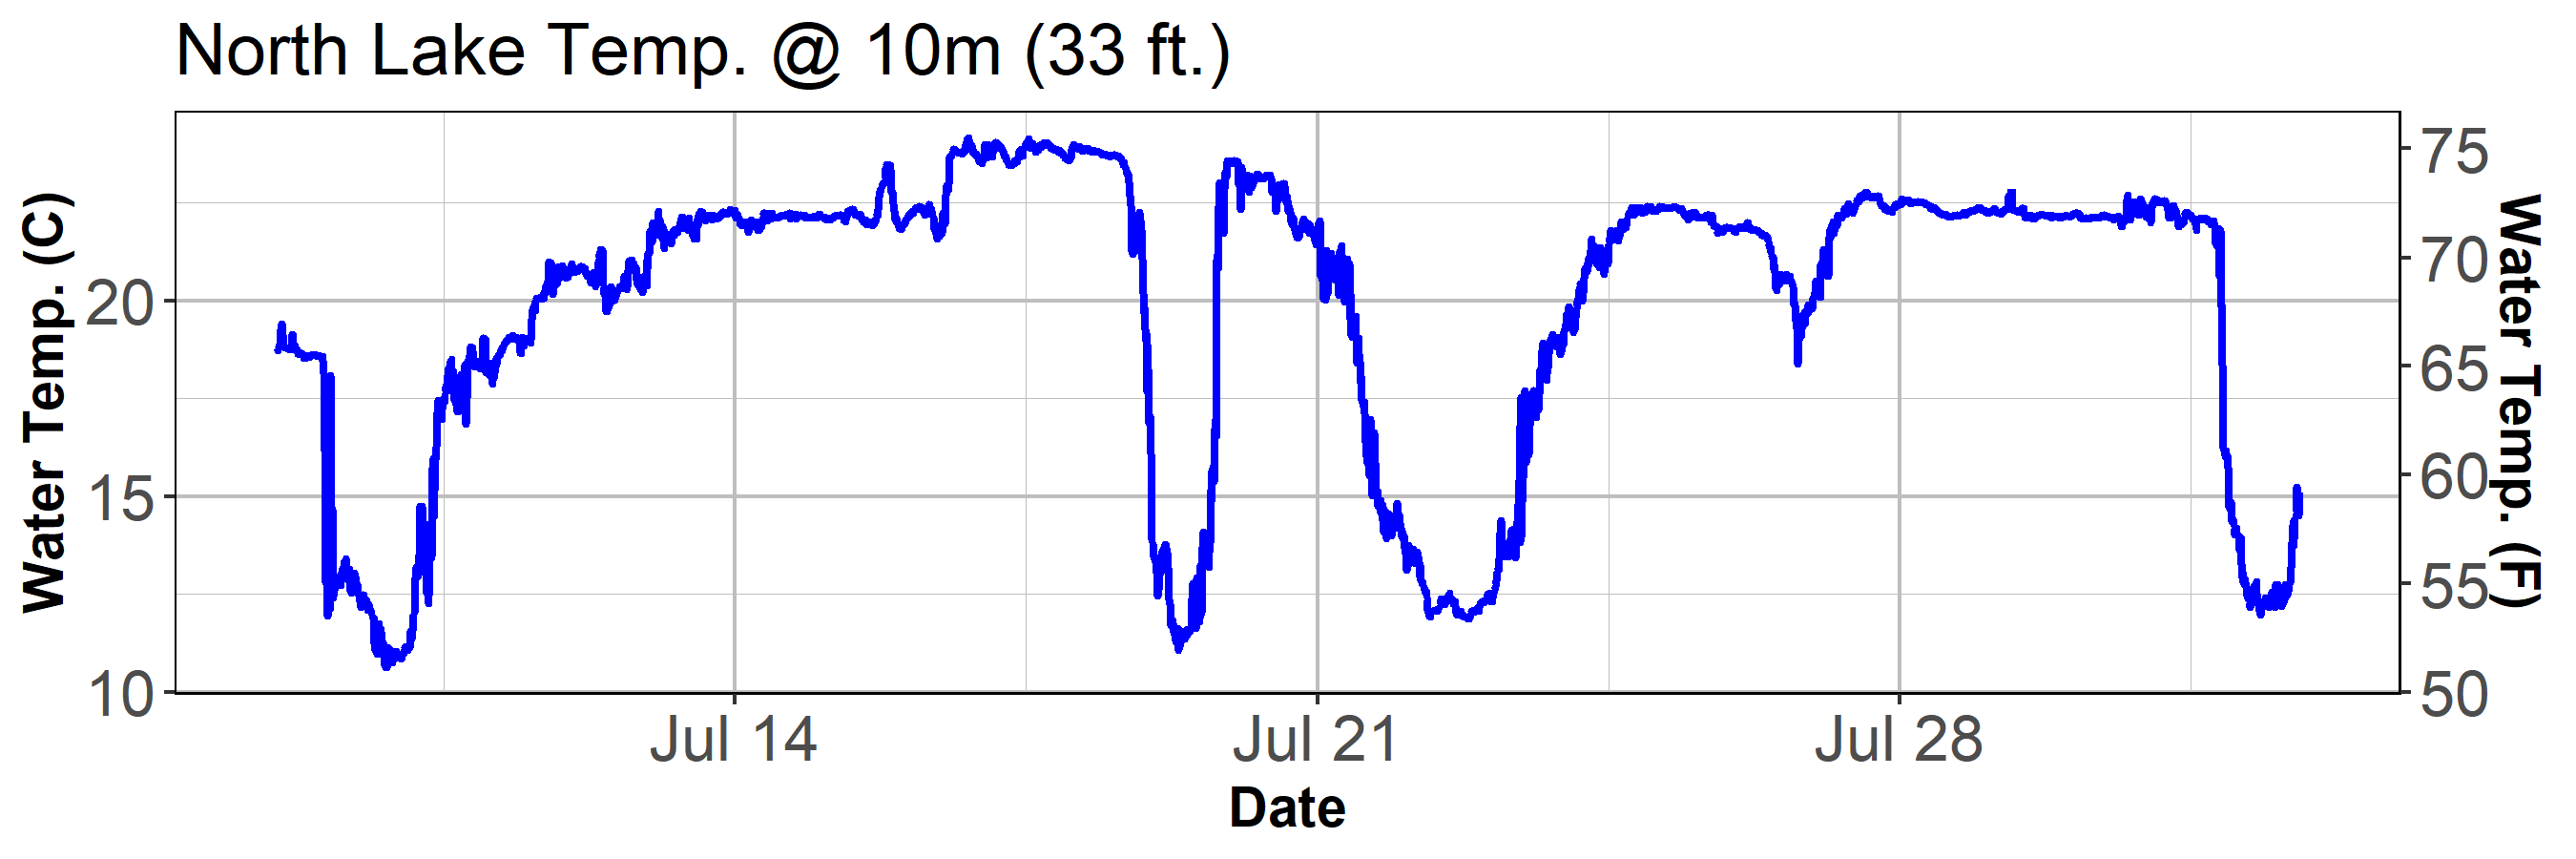 North Lake Temp. @ 10m (33 ft.)
Water Temp. (C)
20
15
10
75
70
65
60
55
50
Water Temp. (F)
Jul 14
Jul 21
Jul 28
Date